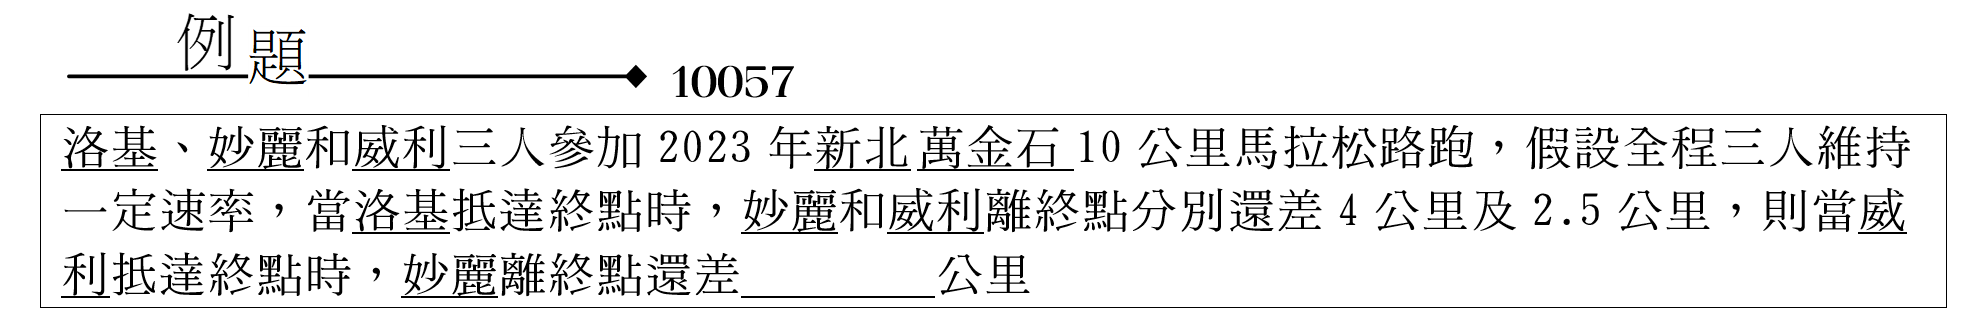 例題 10057
洛基、妙麗和威利三人參加 2023 年新北萬金石 10 公里馬拉松路跑，假設全程三人維持
一定速率，當洛基抵達終點時，妙麗和威利離終點分別還差 4 公里及 2.5 公里，則當威
利抵達終點時，妙麗離終點還差________公里